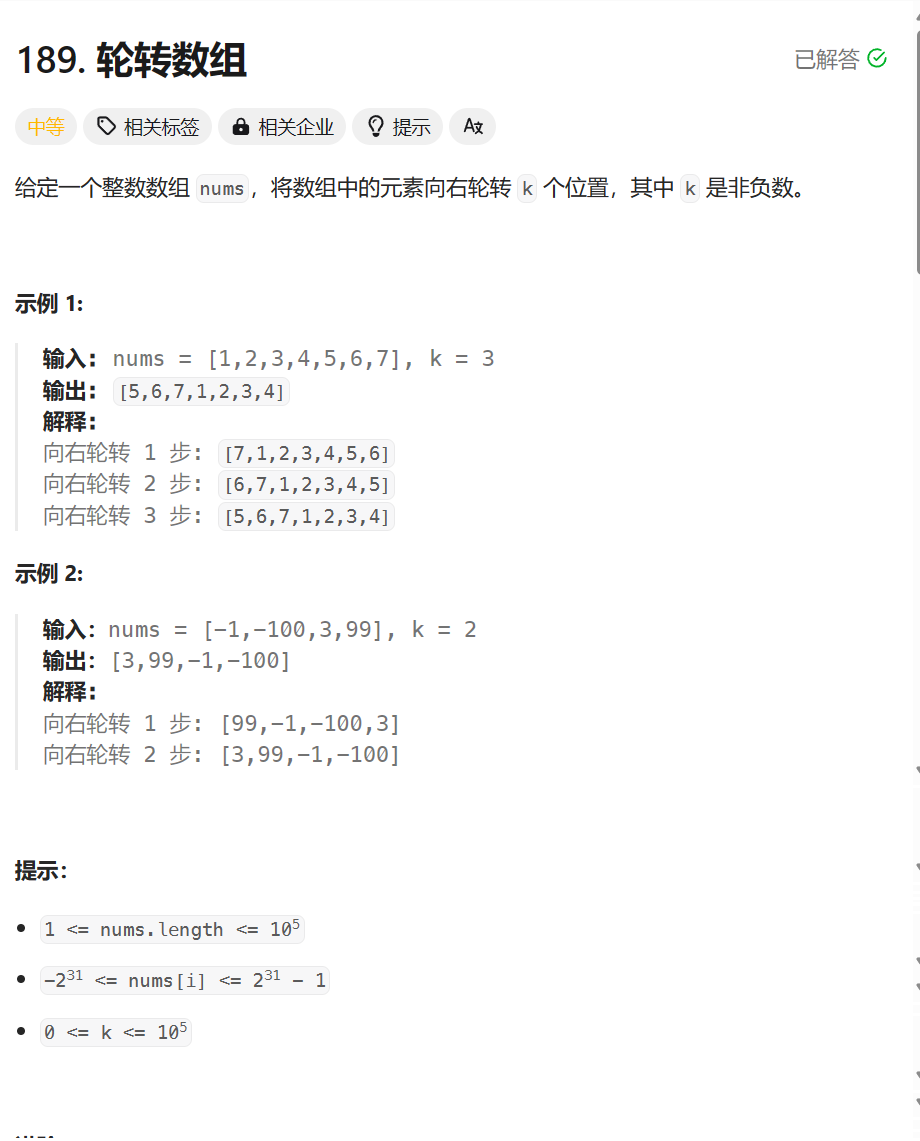 189. 轮转数组
已解答
中等 相关标签 相关企业 提示
给定一个整数数组 nums，将数组中的元素向右轮转 k 个位置，其中 k 是非负数。
示例 1:
输入: nums = [1,2,3,4,5,6,7], k = 3
输出: [5,6,7,1,2,3,4]
解释:
向右轮转 1 步: [7,1,2,3,4,5,6]
向右轮转 2 步: [6,7,1,2,3,4,5]
向右轮转 3 步: [5,6,7,1,2,3,4]
示例 2:
输入：nums = [-1,-100,3,99], k = 2
输出：[3,99,-1,-100]
解释:
向右轮转 1 步: [99,-1,-100,3]
向右轮转 2 步: [3,99,-1,-100]
提示：
1 <= nums.length <= 10⁵
-2³¹ <= nums[i] <= 2³¹ - 1
0 <= k <= 10⁵